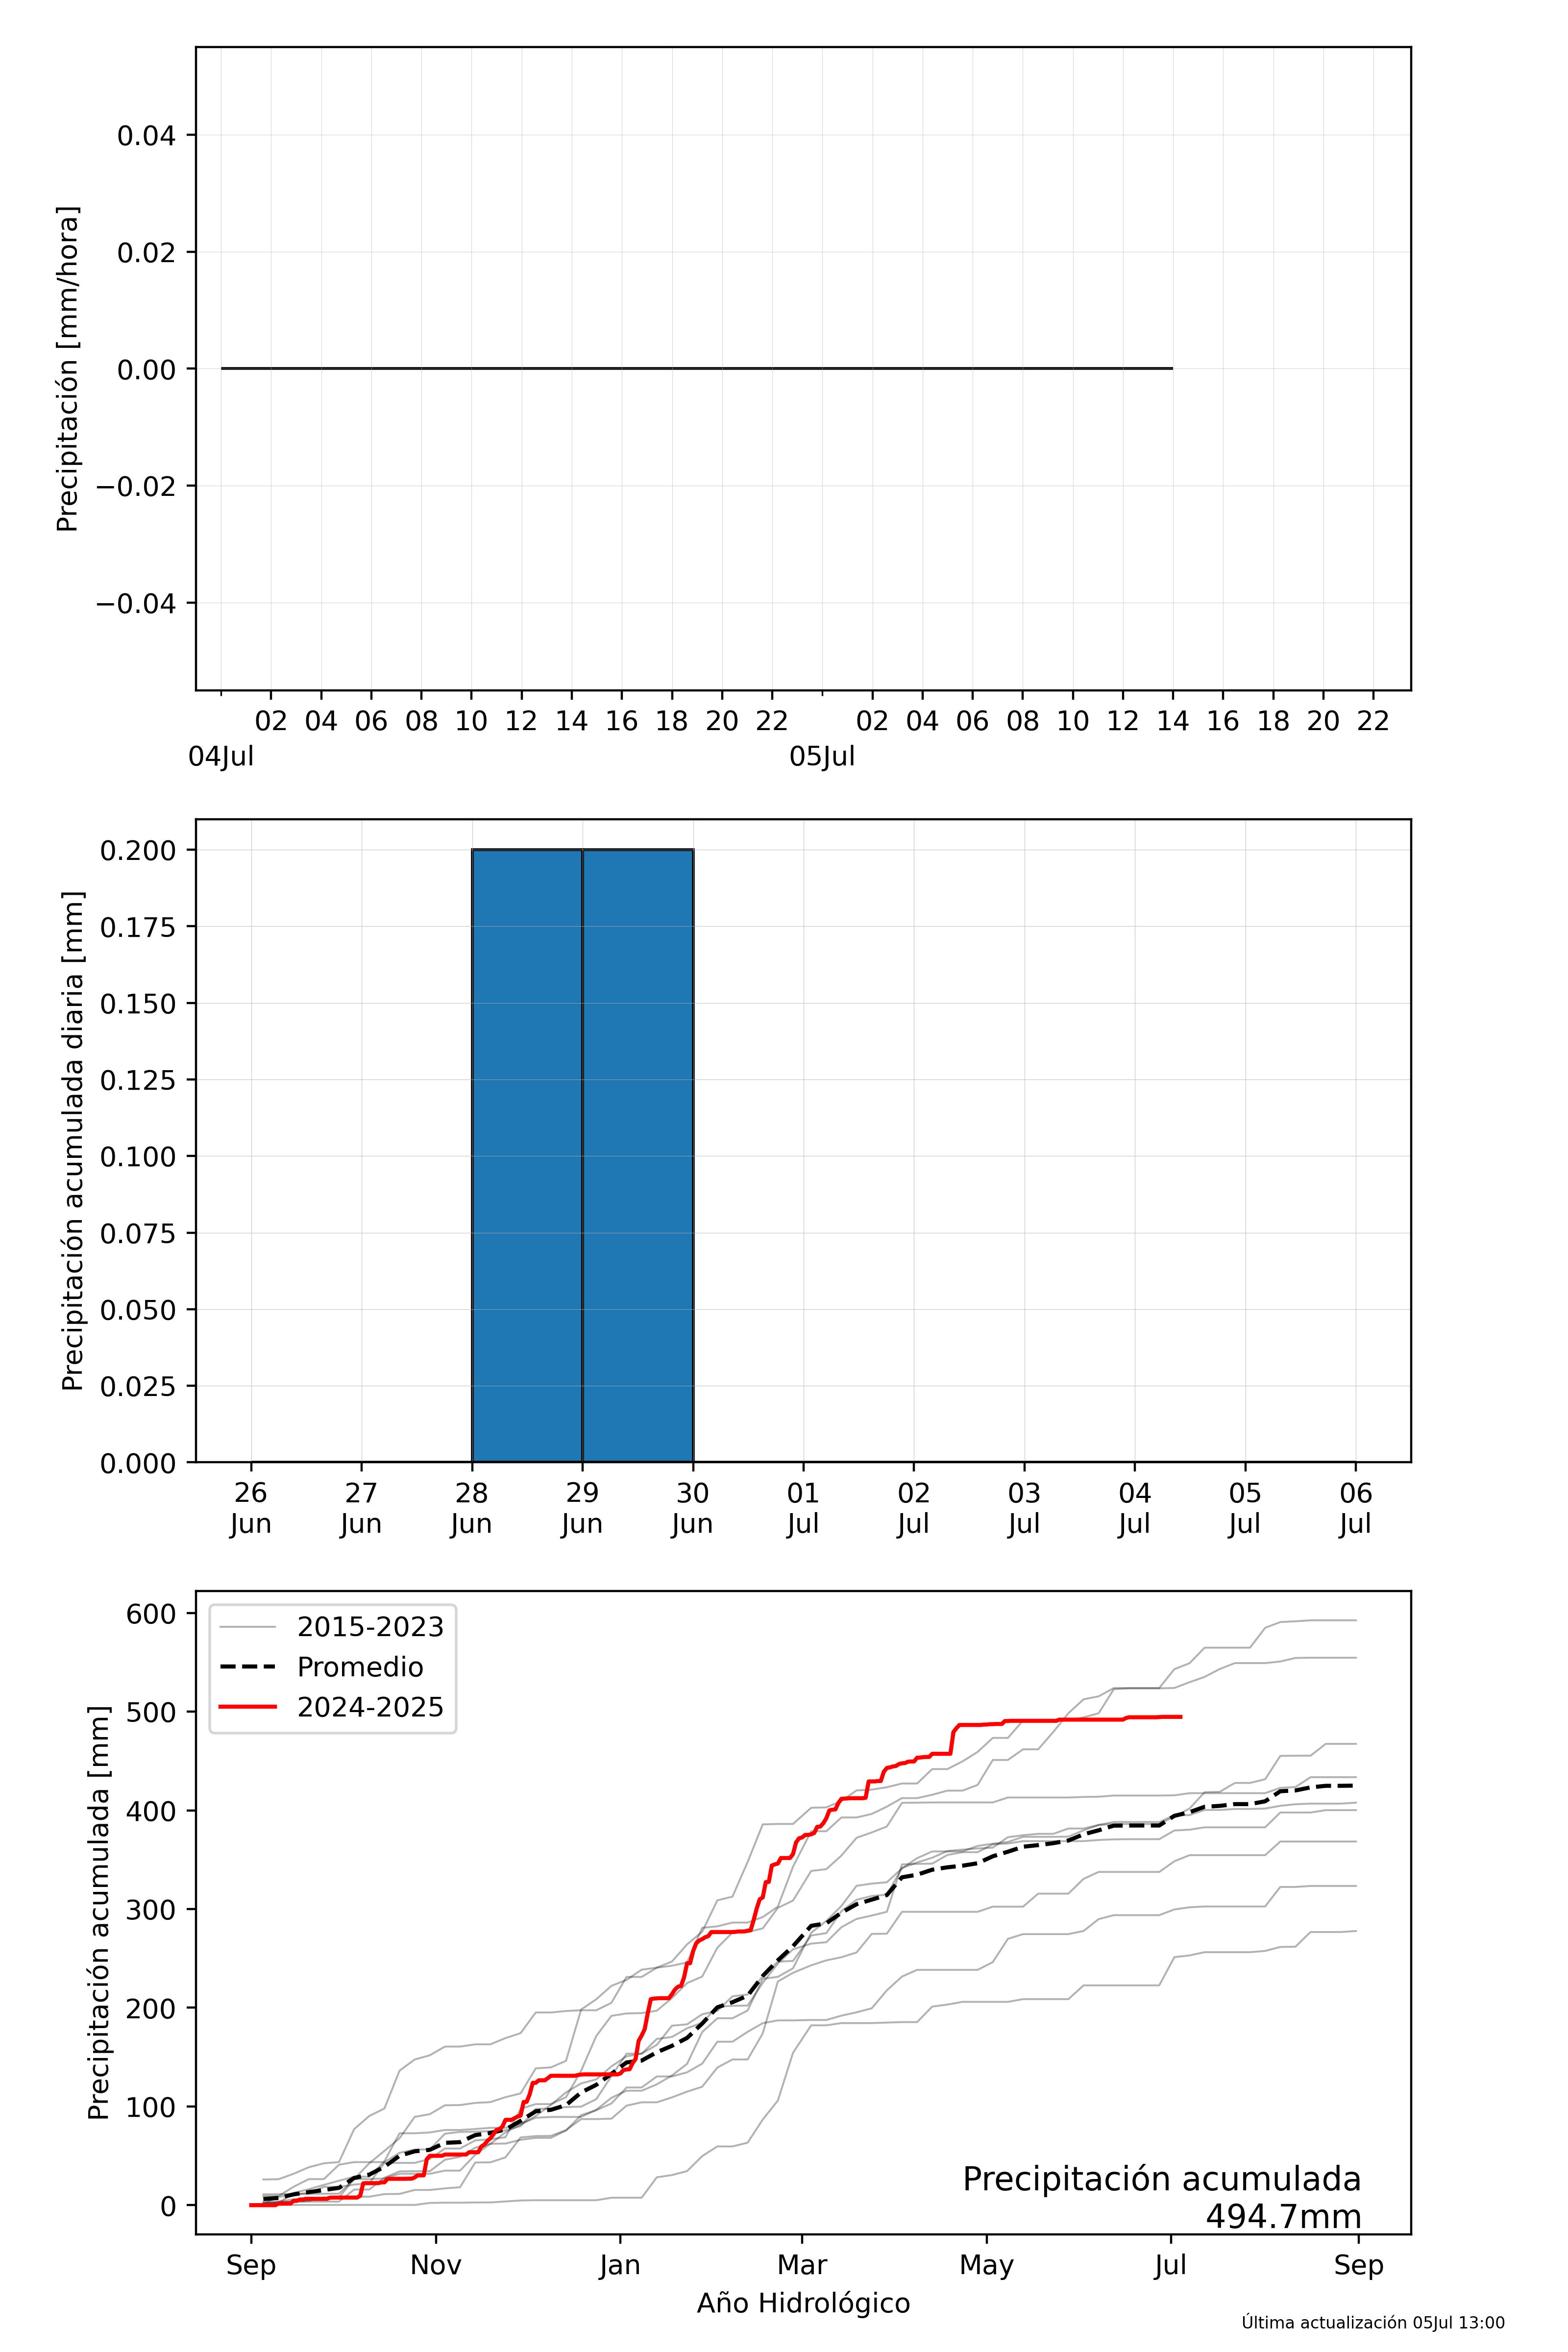 Precipitación [mm/hora]
0.04
0.02
0.00
−0.02
−0.04
02 04 06 08 10 12 14 16 18 20 22 02 04 06 08 10 12 14 16 18 20 22
04Jul 05Jul
Precipitación acumulada diaria [mm]
0.200
0.175
0.150
0.125
0.100
0.075
0.050
0.025
0.000
26 27 28 29 30 01 02 03 04 05 06
Jun Jun Jun Jun Jun Jul Jul Jul Jul Jul Jul
Precipitación acumulada [mm]
600
500
400
300
200
100
0
2015-2023
Promedio
2024-2025
Precipitación acumulada
494.7mm
Sep Nov Jan Mar May Jul Sep
Año Hidrológico
Última actualización 05Jul 13:00